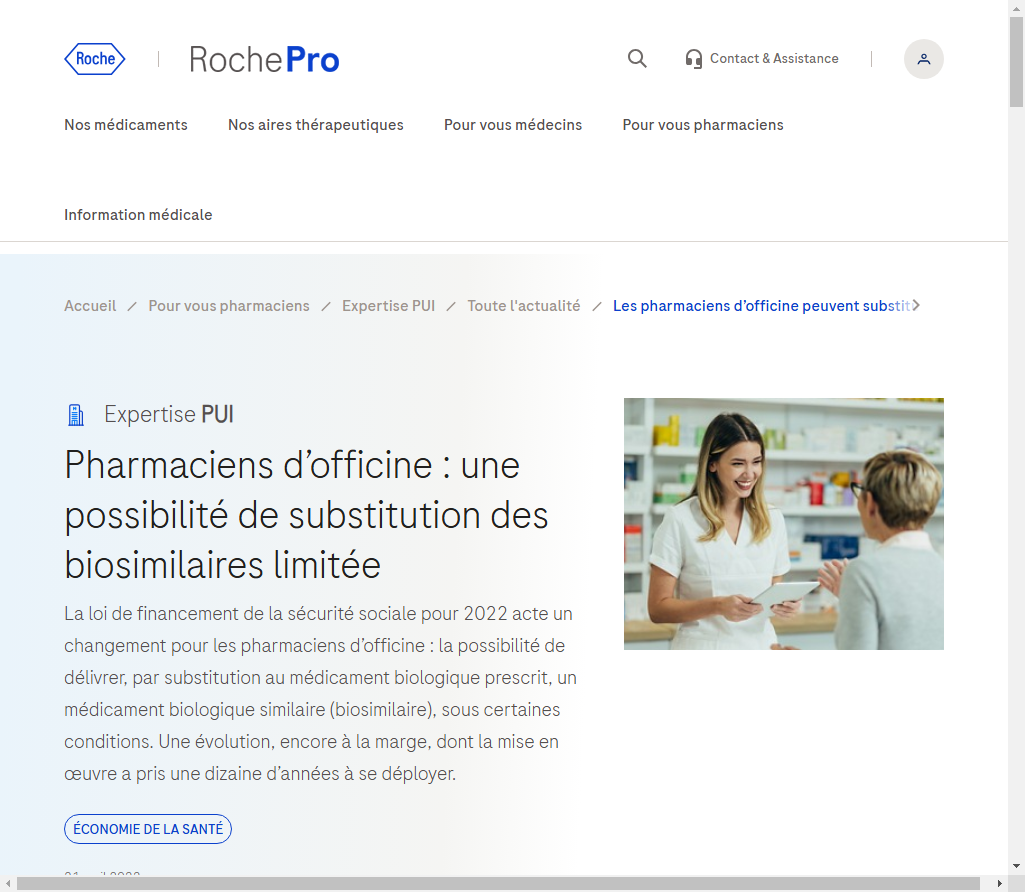 Roche
RochePro
Contact & Assistance
Nos médicaments
Nos aires thérapeutiques
Pour vous médecins
Pour vous pharmaciens
Information médicale
Accueil / Pour vous pharmaciens / Expertise PUI / Toute l'actualité / Les pharmaciens d’officine peuvent substit
Expertise PUI
Pharmaciens d’officine : une
possibilité de substitution des
biosimilaires limitée
La loi de financement de la sécurité sociale pour 2022 acte un
changement pour les pharmaciens d’officine : la possibilité de
délivrer, par substitution au médicament biologique prescrit, un
médicament biologique similaire (biosimilaire), sous certaines
conditions. Une évolution, encore à la marge, dont la mise en
œuvre a pris une dizaine d’années à se déployer.
ÉCONOMIE DE LA SANTÉ